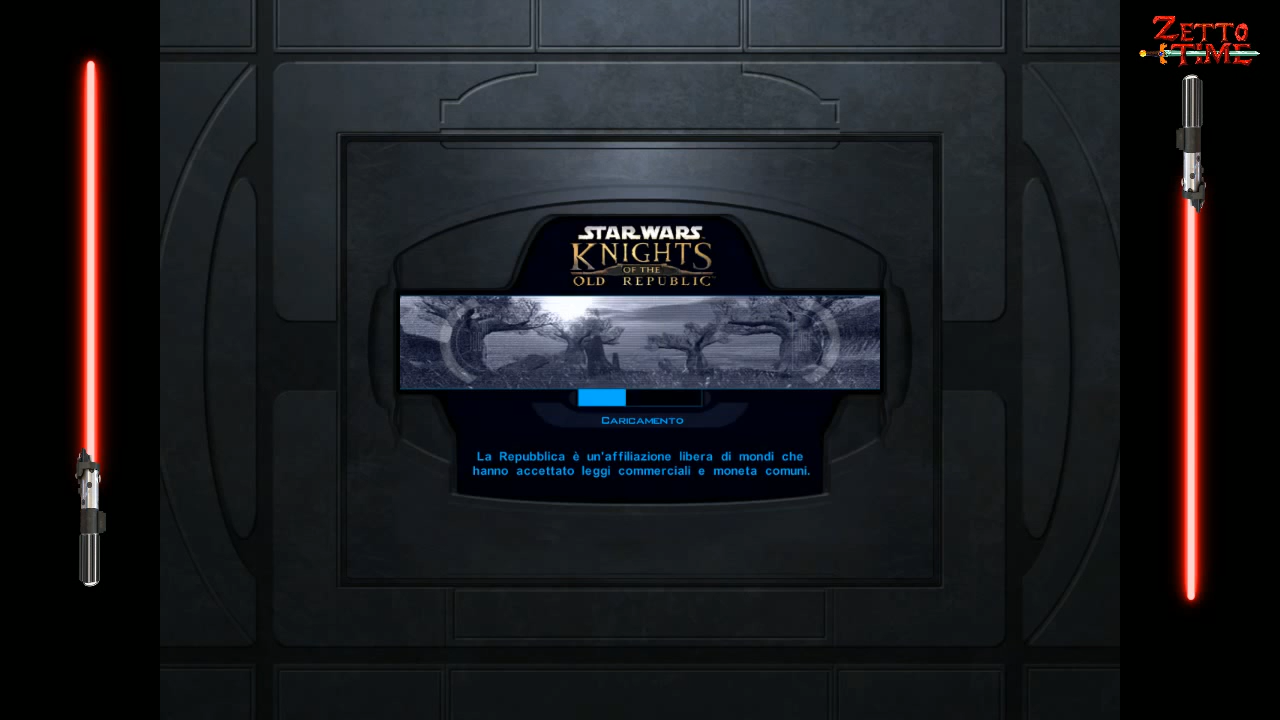 ZETTO
TIME
STAR WARS
KNIGHTS
OF THE
OLD REPUBLIC
CARICAMENTO
La Repubblica è un'affiliazione libera di mondi che
hanno accettato leggi commerciali e moneta comuni.